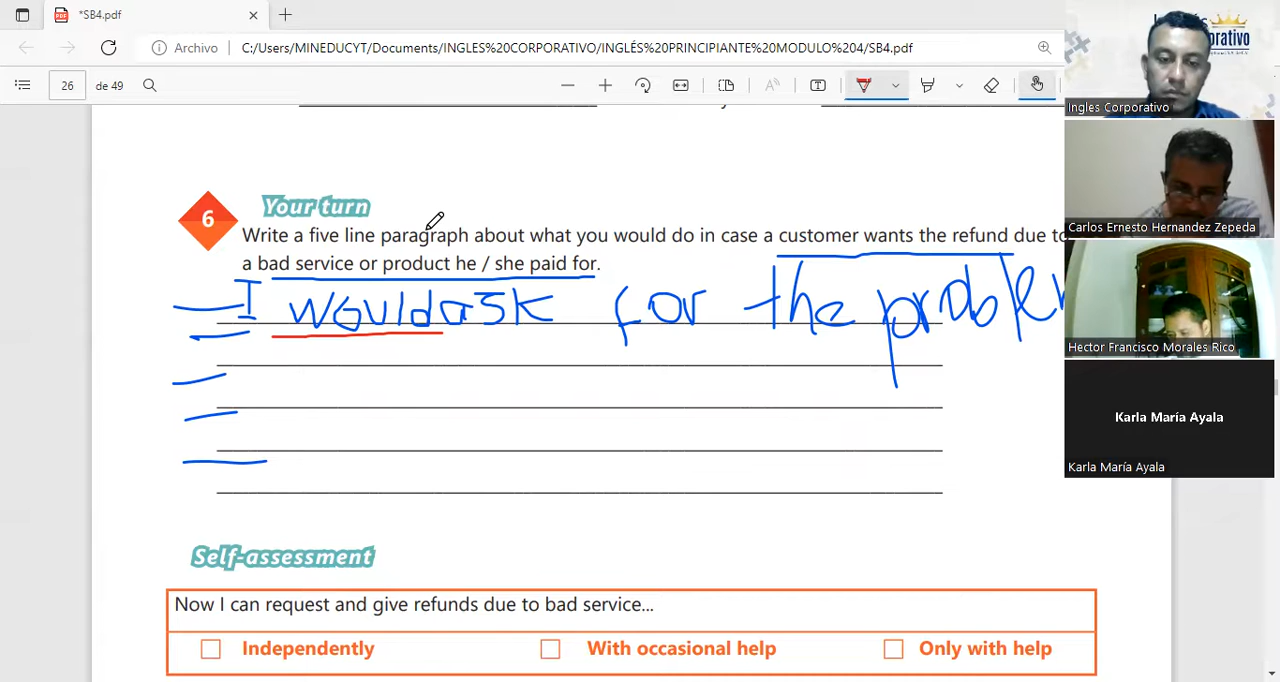 *SB4.pdf
Archivo C:/Users/MINEDUCYT/Documents/INGLES%20CORPORATIVO/INGLÉS%20PRINCIPIANTE%20MODULO%204/SB4.pdf
26 de 49
6 Your turn
Write a five line paragraph about what you would do in case a customer wants the refund due to
a bad service or product he / she paid for.
I would ask for the problem
Self-assessment
Now I can request and give refunds due to bad service...
Independently With occasional help Only with help
Ingles Corporativo
Carlos Ernesto Hernandez Zepeda
Hector Francisco Morales Rico
Karla María Ayala
Karla María Ayala